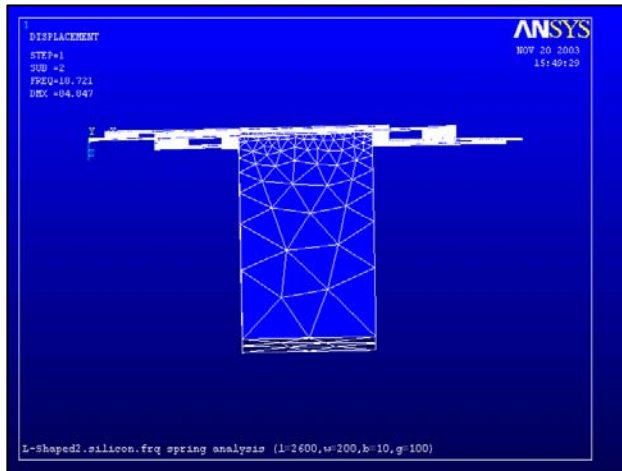 1
DISPLACEMENT
STEP=1
SUB =2
FREQ=18.721
DMX =84.847
ANSYS
NOV 20 2003
15:49:29
Y
L-Shaped2.silicon.frq spring analysis (l=2600,w=200,b=10,g=100)